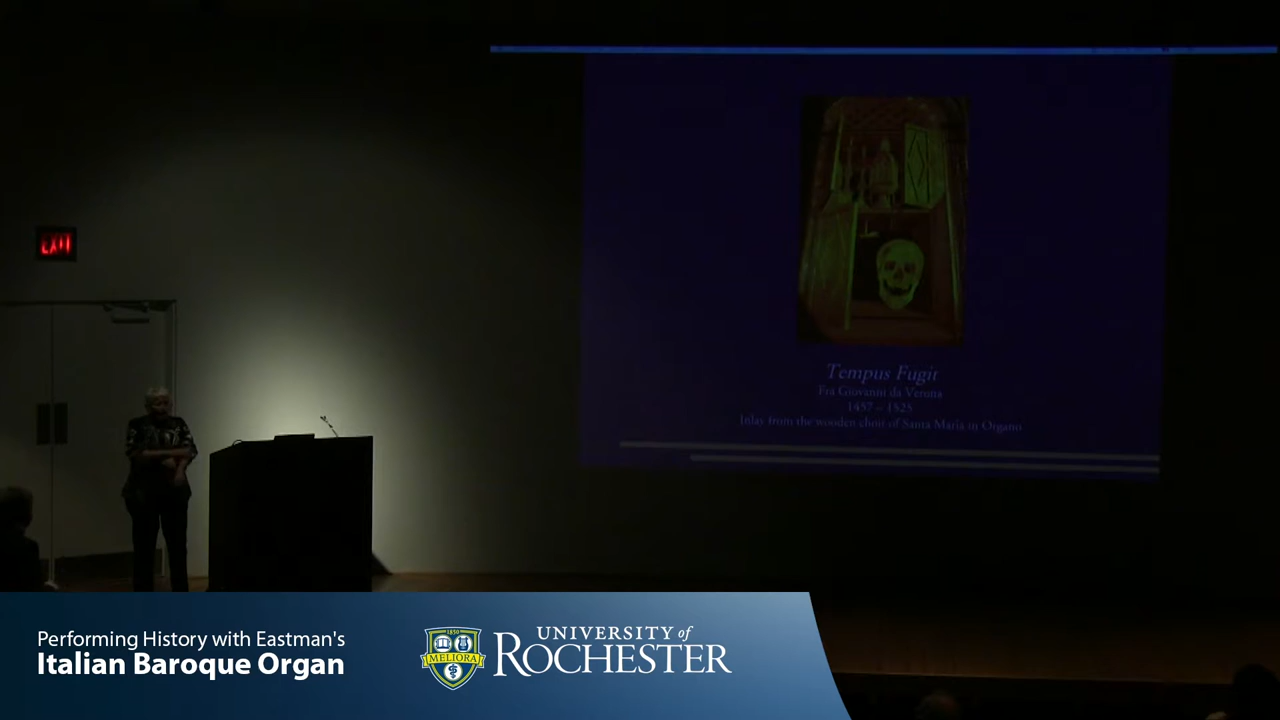 EXIT
Tempus Fugit
Fra Giovanni da Verona
1457 – 1525
Inlay from the wooden choir of Santa Maria in Organo
Performing History with Eastman's
Italian Baroque Organ
1850
MELIORA
UNIVERSITY of
ROCHESTER